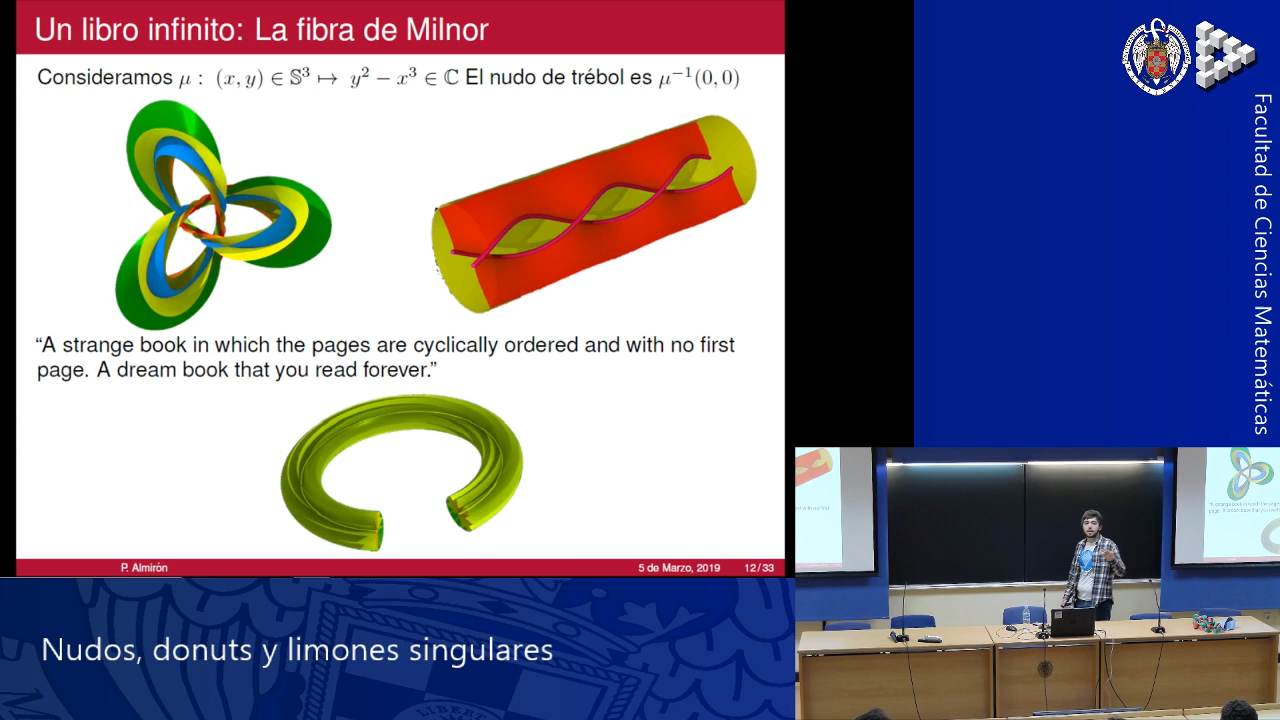 Un libro infinito: La fibra de Milnor
Consideramos μ : (x, y) ∈ 𝕊³ ↦ y² − x³ ∈ ℂ El nudo de trébol es μ⁻¹(0, 0)
“A strange book in which the pages are cyclically ordered and with no first
page. A dream book that you read forever.”
P. Almirón
5 de Marzo, 2019
12/33
Nudos, donuts y limones singulares
LIBERT
Facultad de Ciencias Matemáticas